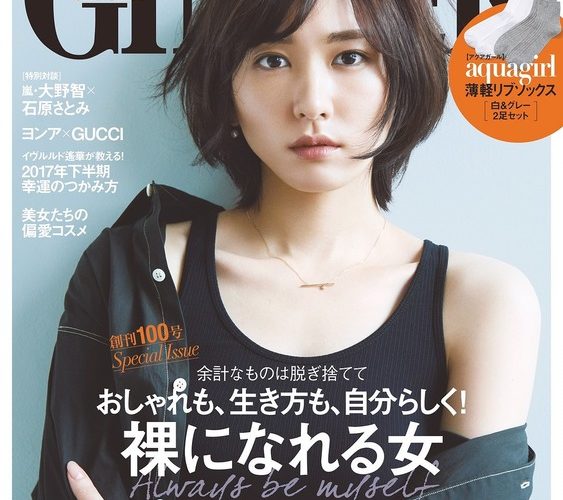 [特別対談]
嵐・大野智×
石原さとみ
ヨンア×GUCCI
イヴルルド遙華が教える!
2017年下半期
幸運のつかみ方
美女たちの
偏愛コスメ
[アクアガール]
aquagirl
薄軽リブソックス
[白&グレー
2足セット]
創刊100号
Special Issue
余計なものは脱ぎ捨てて
おしゃれも、生き方も、自分らしく!
裸になれる女。
Always be myself